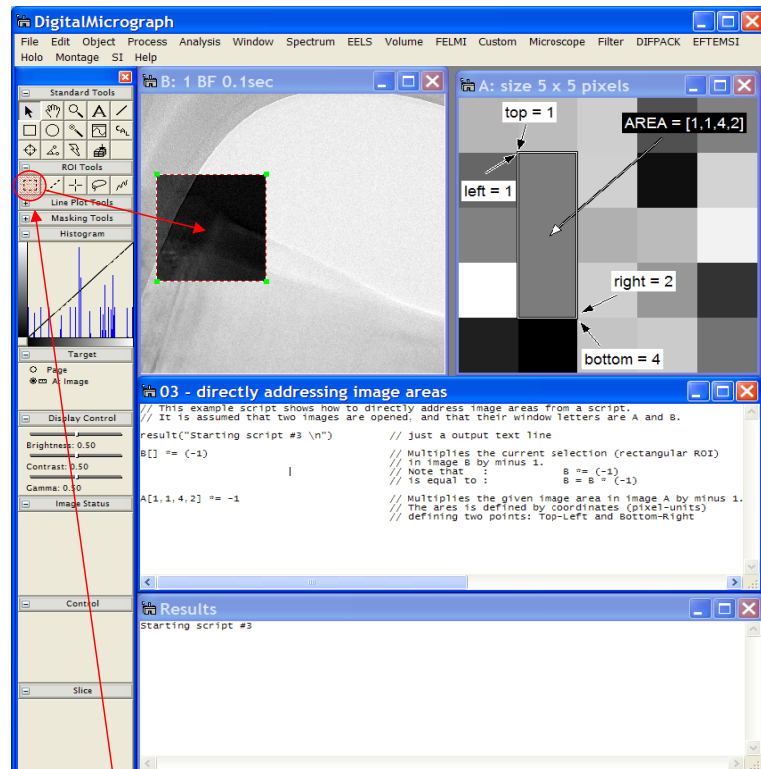 DigitalMicrograph
File Edit Object Process Analysis Window Spectrum EELS Volume FELMI Custom Microscope Filter DIFPACK EFTEMSI
Holo Montage SI Help
Standard Tools
A
CAL
ROI Tools
Line Plot Tools
Masking Tools
Histogram
Target
Page
A: Image
Display Control
Brightness: 0.50
Contrast: 0.50
Gamma: 0.50
Image Status
Control
Slice
B: 1 BF 0.1sec
A: size 5 x 5 pixels
top = 1
AREA = [1,1,4,2]
left = 1
right = 2
bottom = 4
03 - directly addressing image areas
// This example script shows how to directly address image areas from a script.
// It is assumed that two images are opened, and that their window letters are A and B.
result("Starting script #3 \n") // just a output text line
B[] *= (-1) // Multiplies the current selection (rectangular ROI)
// in image B by minus 1.
// Note that : B *= (-1)
// is equal to : B = B * (-1)
A[1,1,4,2] *= -1 // Multiplies the given image area in image A by minus 1.
// The ares is defined by coordinates (pixel-units)
// defining two points: Top-Left and Bottom-Right
Results
Starting script #3